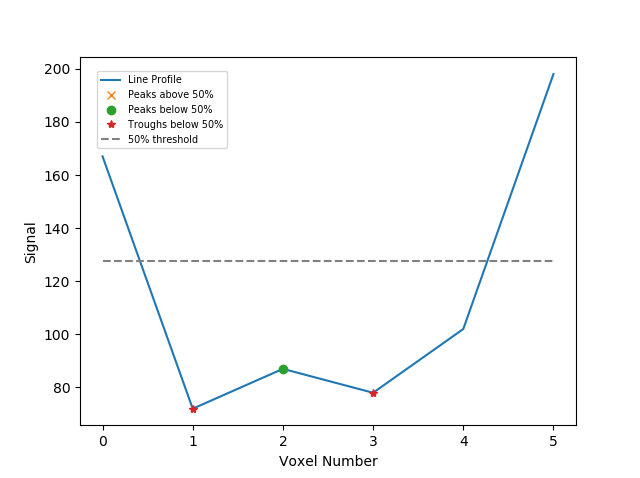 200
180
160
140
120
100
80
Signal
Line Profile
Peaks above 50%
Peaks below 50%
Troughs below 50%
50% threshold
0 1 2 3 4 5
Voxel Number